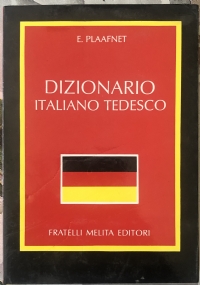 E. PLAAFNET
DIZIONARIO
ITALIANO TEDESCO
FRATELLI MELITA EDITORI